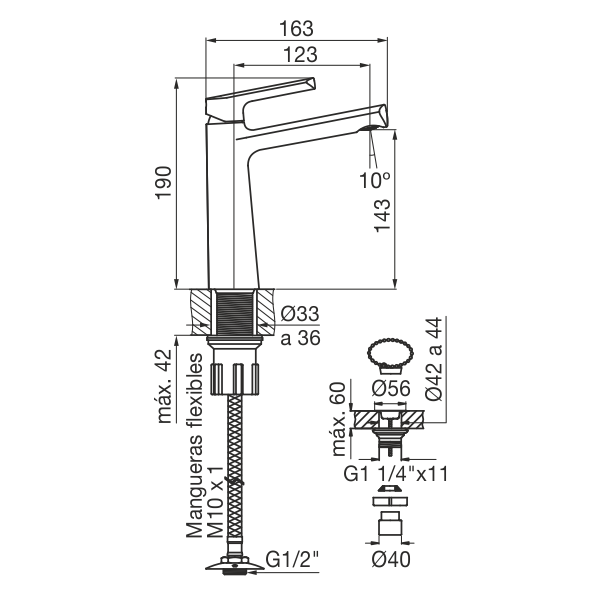 163
123
190
10º
143
Ø33
a 36
máx. 42
Mangueras flexibles
M10 x 1
G1/2"
Ø42 a 44
Ø56
máx. 60
G1 1/4"x11
Ø40